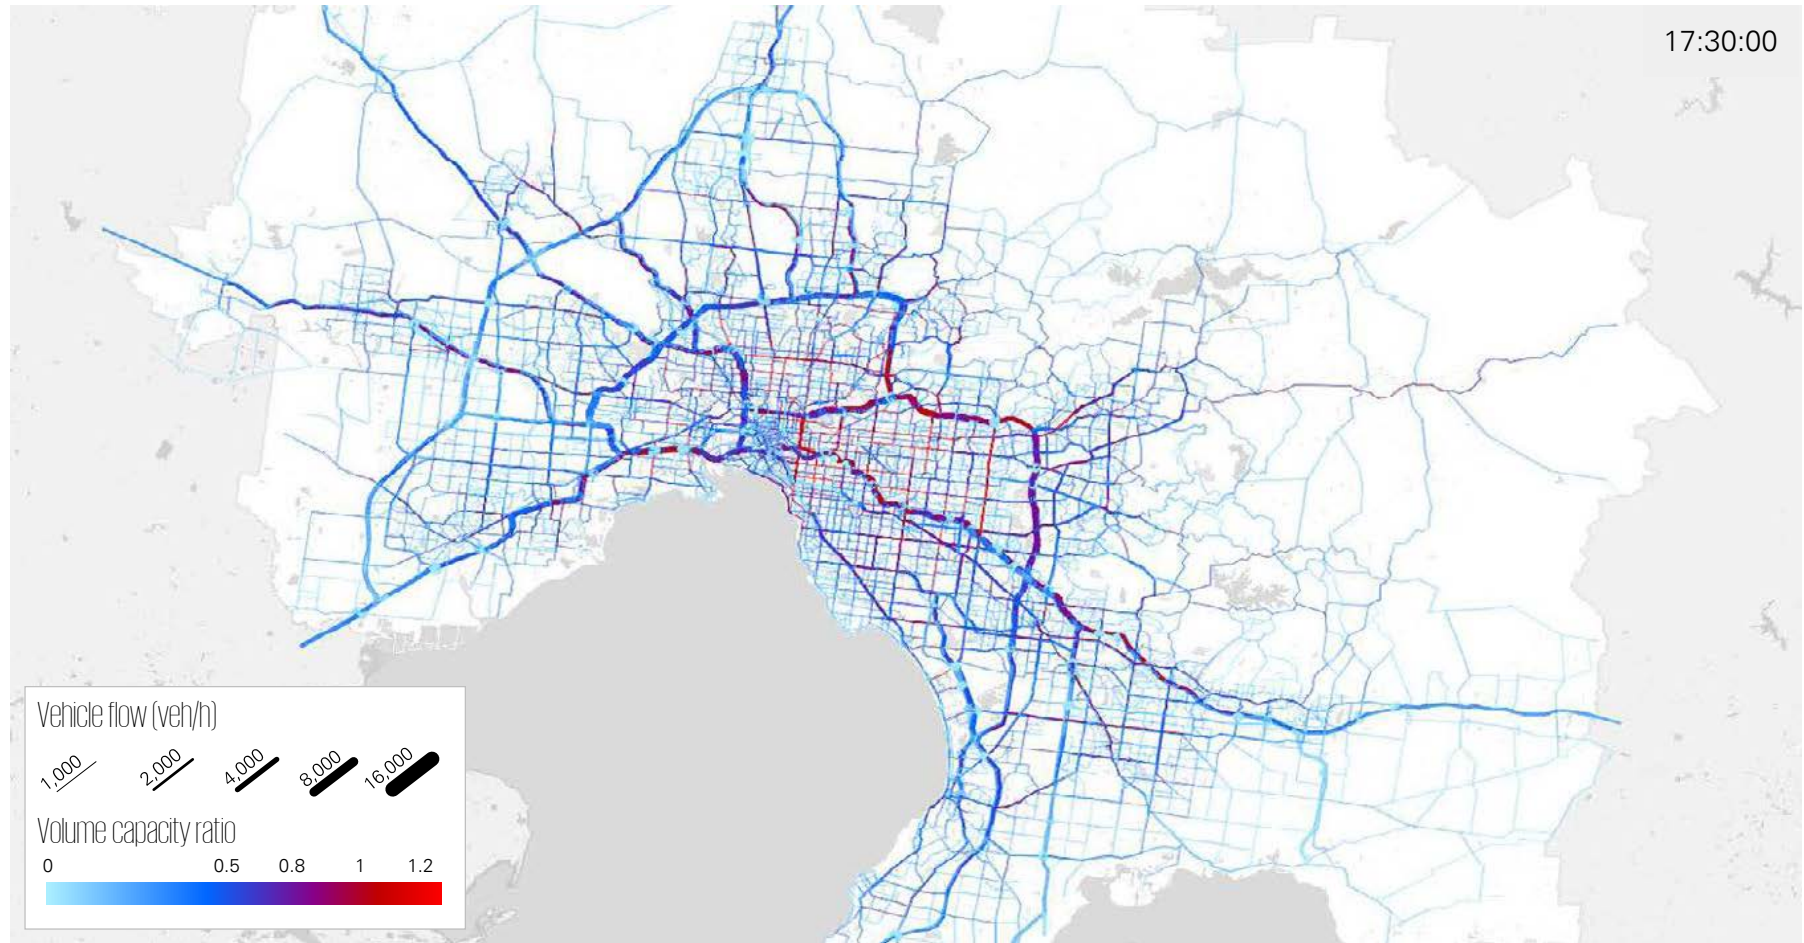 17:30:00
Vehicle flow (veh/h)
1,000 2,000 4,000 8,000 16,000
Volume capacity ratio
0 0.5 0.8 1 1.2